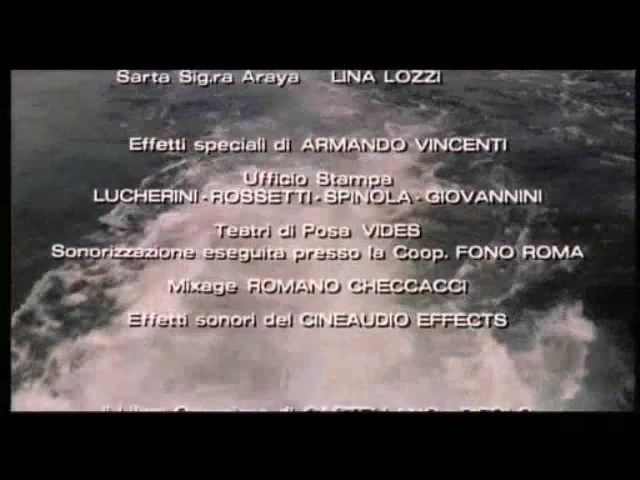 Sarta Sig.ra Araya LINA LOZZI
Effetti speciali di ARMANDO VINCENTI
Ufficio Stampa
LUCHERINI-ROSSETTI-SPINOLA-GIOVANNINI
Teatri di Posa VIDES
Sonorizzazione eseguita presso la Coop. FONO ROMA
Mixage ROMANO CHECCACCI
Effetti sonori del CINEAUDIO EFFECTS